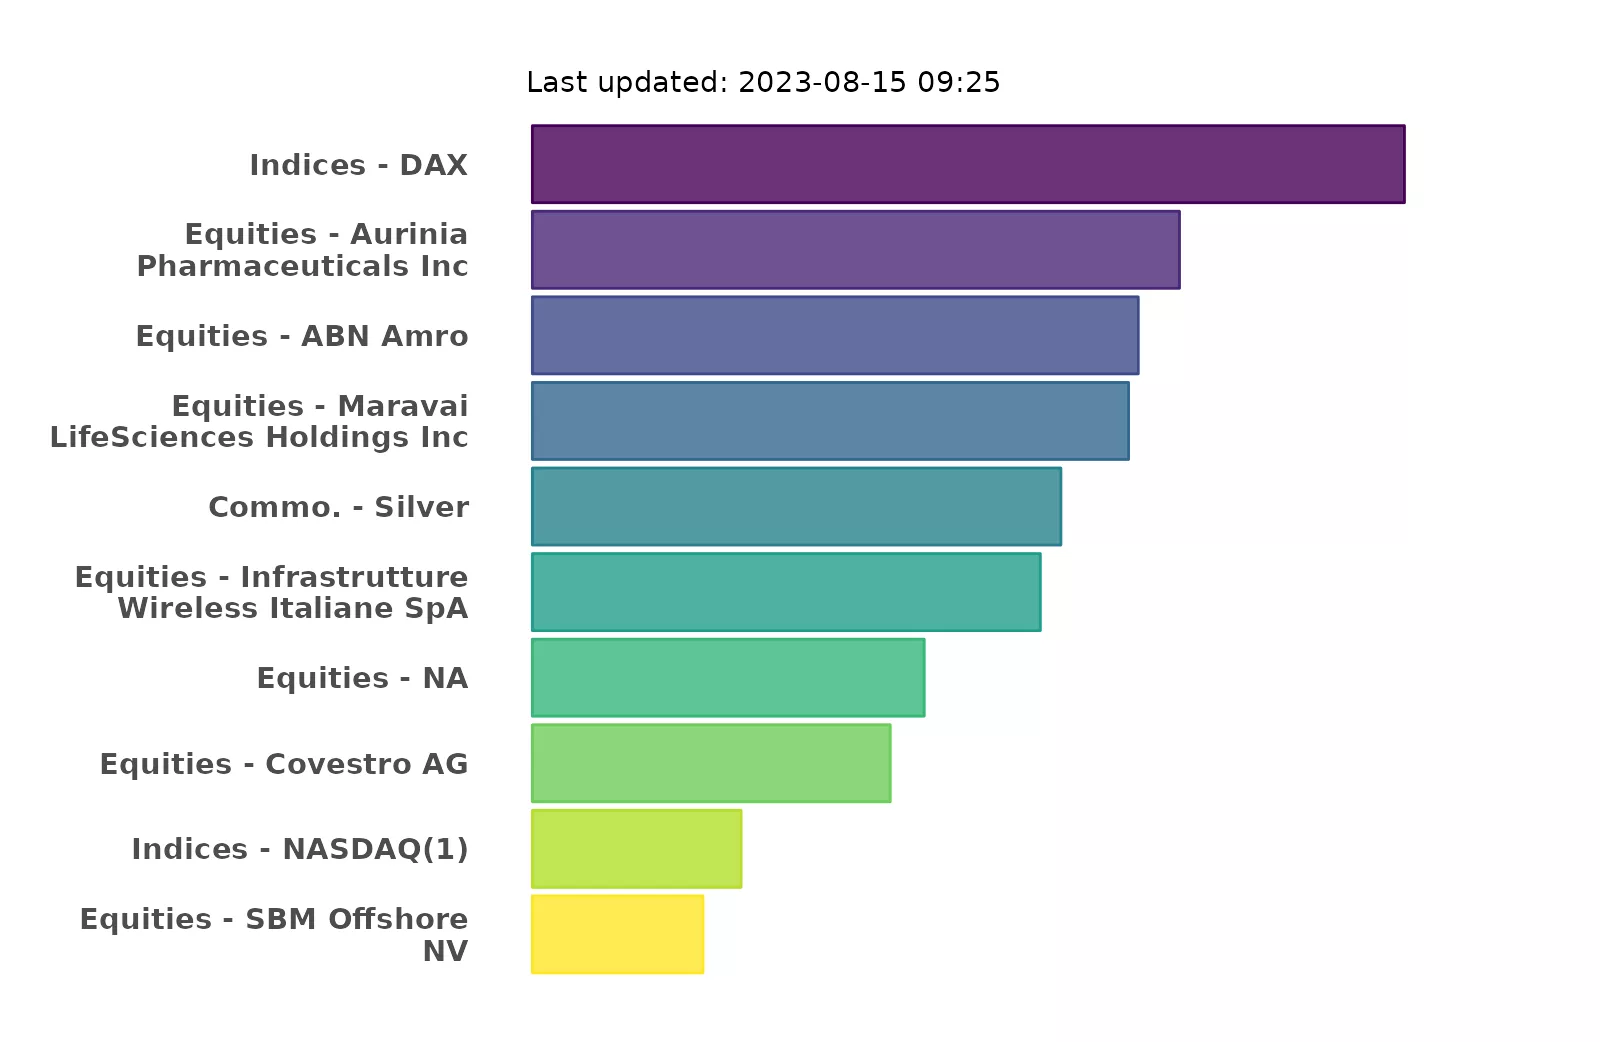 Last updated: 2023-08-15 09:25
Indices - DAX
Equities - Aurinia
Pharmaceuticals Inc
Equities - ABN Amro
Equities - Maravai
LifeSciences Holdings Inc
Commo. - Silver
Equities - Infrastrutture
Wireless Italiane SpA
Equities - NA
Equities - Covestro AG
Indices - NASDAQ(1)
Equities - SBM Offshore
NV